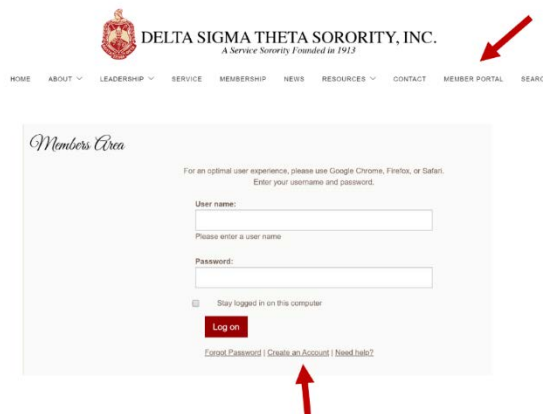 DELTA SIGMA THETA SORORITY, INC.
A Service Sorority Founded in 1913
HOME ABOUT LEADERSHIP SERVICE MEMBERSHIP NEWS RESOURCES CONTACT MEMBER PORTAL SEARC
Members Area
For an optimal user experience, please use Google Chrome, Firefox, or Safari.
Enter your username and password.
User name:
Please enter a user name
Password:
Stay logged in on this computer
Log on
Forgot Password | Create an Account | Need help?